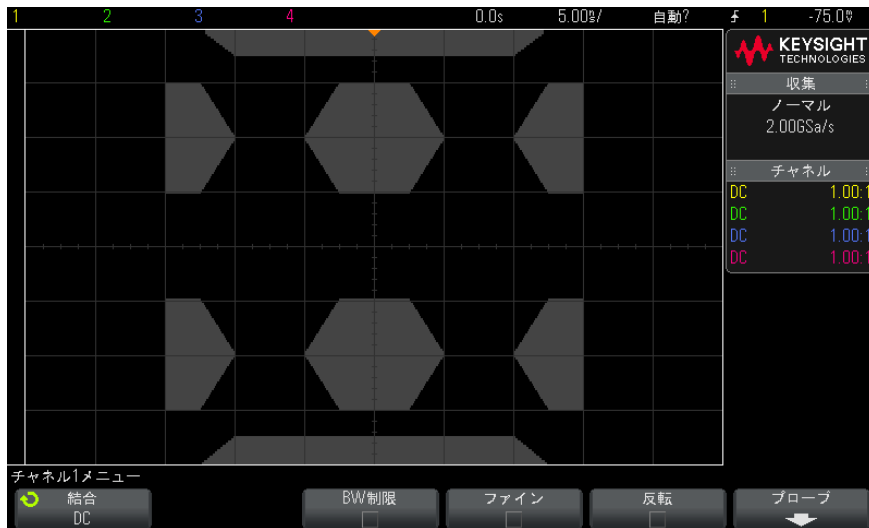 1 2 3 4 0.0s 5.00㎱/ 自動? 1 -75.0V
KEYSIGHT
TECHNOLOGIES
収集
ノーマル
2.00GSa/s
チャネル
DC 1.00:1
DC 1.00:1
DC 1.00:1
DC 1.00:1
チャネル1メニュー
結合
DC
BW制限
ファイン
反転
プローブ